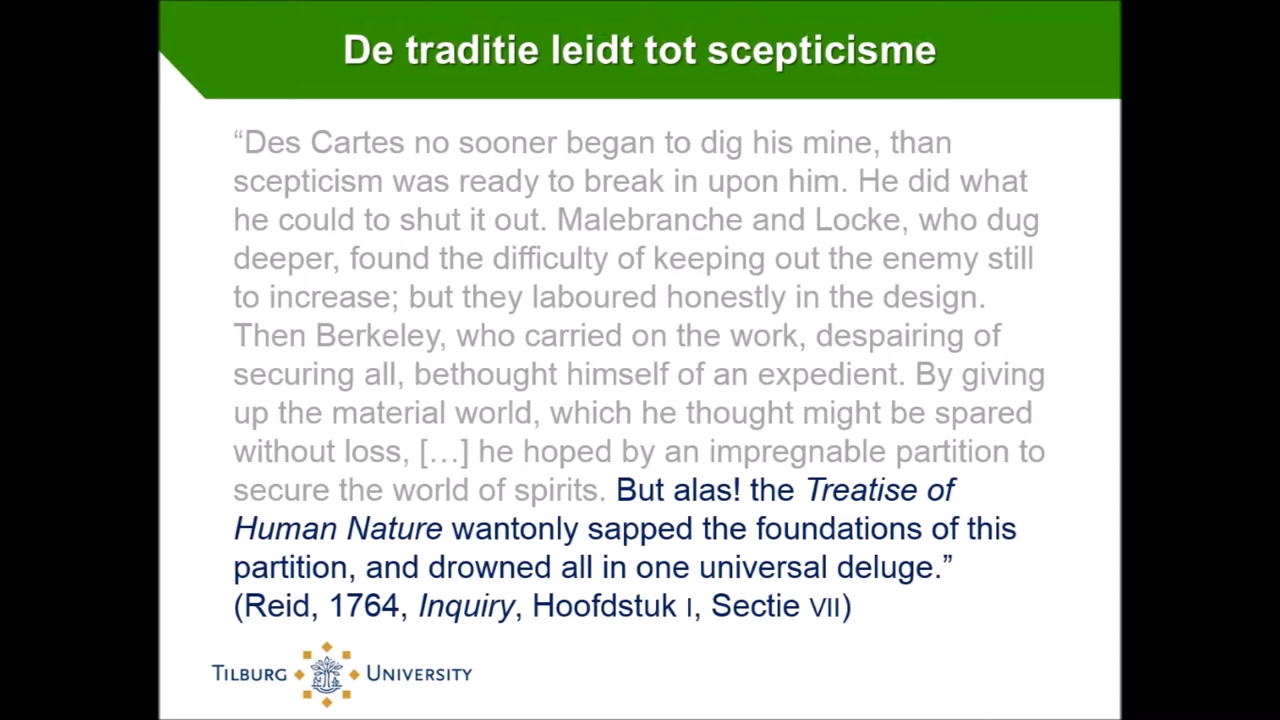 De traditie leidt tot scepticisme
“Des Cartes no sooner began to dig his mine, than
scepticism was ready to break in upon him. He did what
he could to shut it out. Malebranche and Locke, who dug
deeper, found the difficulty of keeping out the enemy still
to increase; but they laboured honestly in the design.
Then Berkeley, who carried on the work, despairing of
securing all, bethought himself of an expedient. By giving
up the material world, which he thought might be spared
without loss, […] he hoped by an impregnable partition to
secure the world of spirits. But alas! the Treatise of
Human Nature wantonly sapped the foundations of this
partition, and drowned all in one universal deluge.”
(Reid, 1764, Inquiry, Hoofdstuk I, Sectie VII)
TILBURG UNIVERSITY